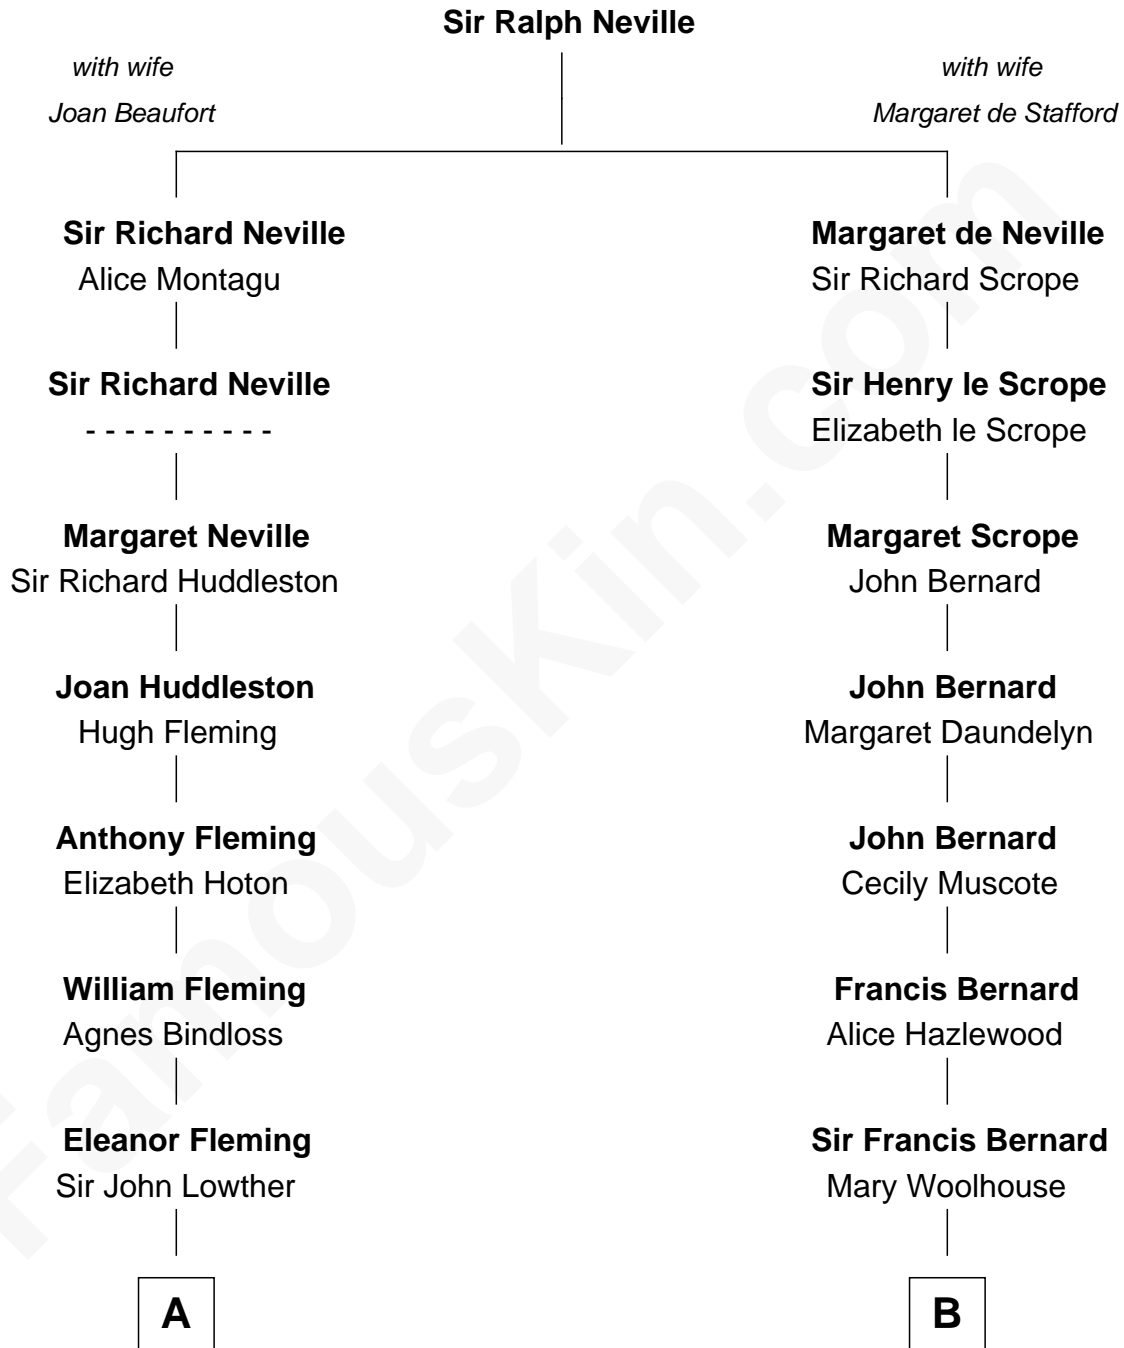 Sir Ralph Neville
with wife
Joan Beaufort
with wife
Margaret de Stafford
Sir Richard Neville
Alice Montagu
Margaret de Neville
Sir Richard Scrope
Sir Richard Neville
- - - - - - - - - -
Sir Henry le Scrope
Elizabeth le Scrope
Margaret Neville
Sir Richard Huddleston
Margaret Scrope
John Bernard
Joan Huddleston
Hugh Fleming
John Bernard
Margaret Daundelyn
Anthony Fleming
Elizabeth Hoton
John Bernard
Cecily Muscote
William Fleming
Agnes Bindloss
Francis Bernard
Alice Hazlewood
Eleanor Fleming
Sir John Lowther
Sir Francis Bernard
Mary Woolhouse
A
B
FamousKin.com